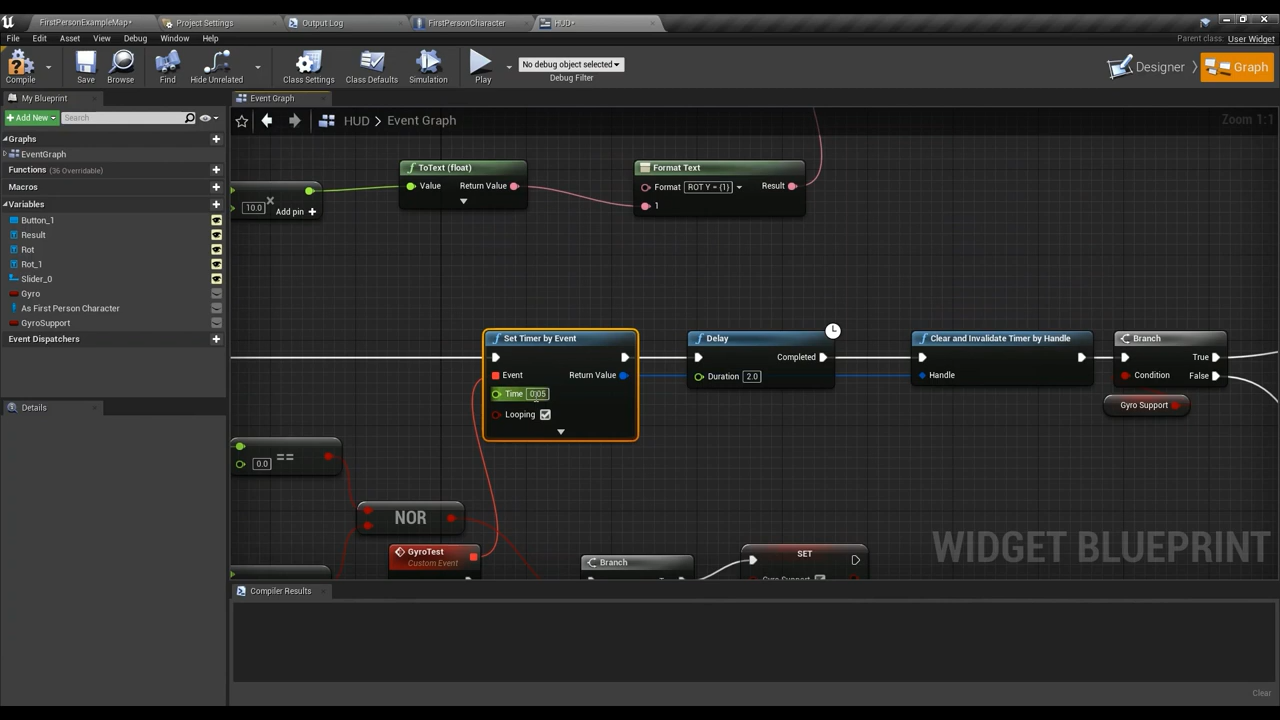 FirstPersonExampleMap*
Project Settings
Output Log
FirstPersonCharacter
HUD*
File Edit Asset View Debug Window Help
Parent class: User Widget
Compile
Save
Browse
Find
Hide Unrelated
Class Settings
Class Defaults
Simulation
Play
No debug object selected
Debug Filter
Designer
Graph
My Blueprint
Event Graph
Add New
Search
HUD > Event Graph
Zoom 1:1
Graphs
EventGraph
Functions (36 Overridable)
Macros
Variables
Button_1
Result
Rot
Rot_1
Slider_0
Gyro
As First Person Character
GyroSupport
Event Dispatchers
Details
10.0
Add pin
ToText (float)
Value
Return Value
Format Text
Format
ROT Y = {1}
Result
1
Set Timer by Event
Event
Return Value
Time
0.05
Looping
Delay
Completed
Duration
2.0
Clear and Invalidate Timer by Handle
Handle
Branch
True
Condition
False
Gyro Support
0.0
==
NOR
GyroTest
Custom Event
Branch
SET
WIDGET BLUEPRINT
Compiler Results
Clear